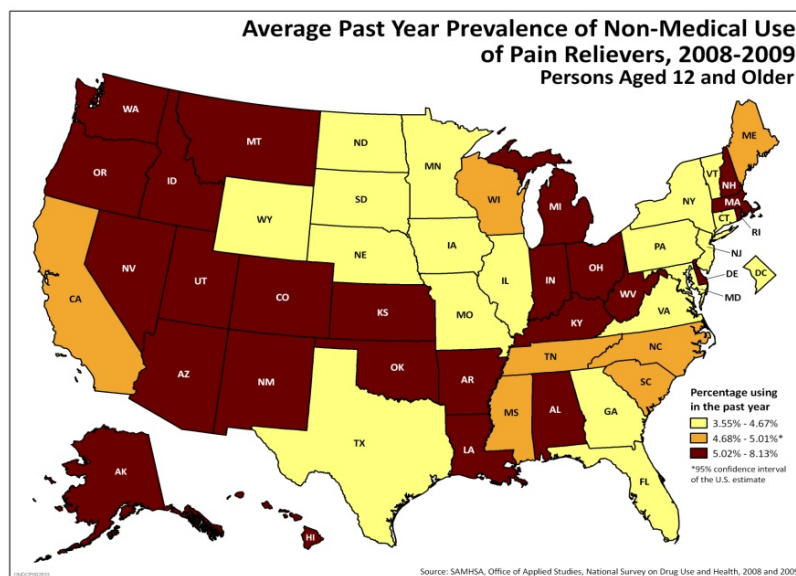 Average Past Year Prevalence of Non-Medical Use
of Pain Relievers, 2008-2009
Persons Aged 12 and Older
WA
MT
ND
MN
ME
OR
ID
WY
SD
WI
MI
NY
VT
NH
MA
CT
RI
NE
IA
PA
NJ
NV
UT
CO
KS
MO
IL
IN
OH
WV
DE
DC
MD
VA
KY
CA
AZ
NM
OK
AR
TN
NC
SC
TX
LA
MS
AL
GA
FL
AK
HI
Percentage using
in the past year
3.55% - 4.67%
4.68% - 5.01%*
5.02% - 8.13%
*95% confidence interval
of the U.S. estimate
Source: SAMHSA, Office of Applied Studies, National Survey on Drug Use and Health, 2008 and 2009